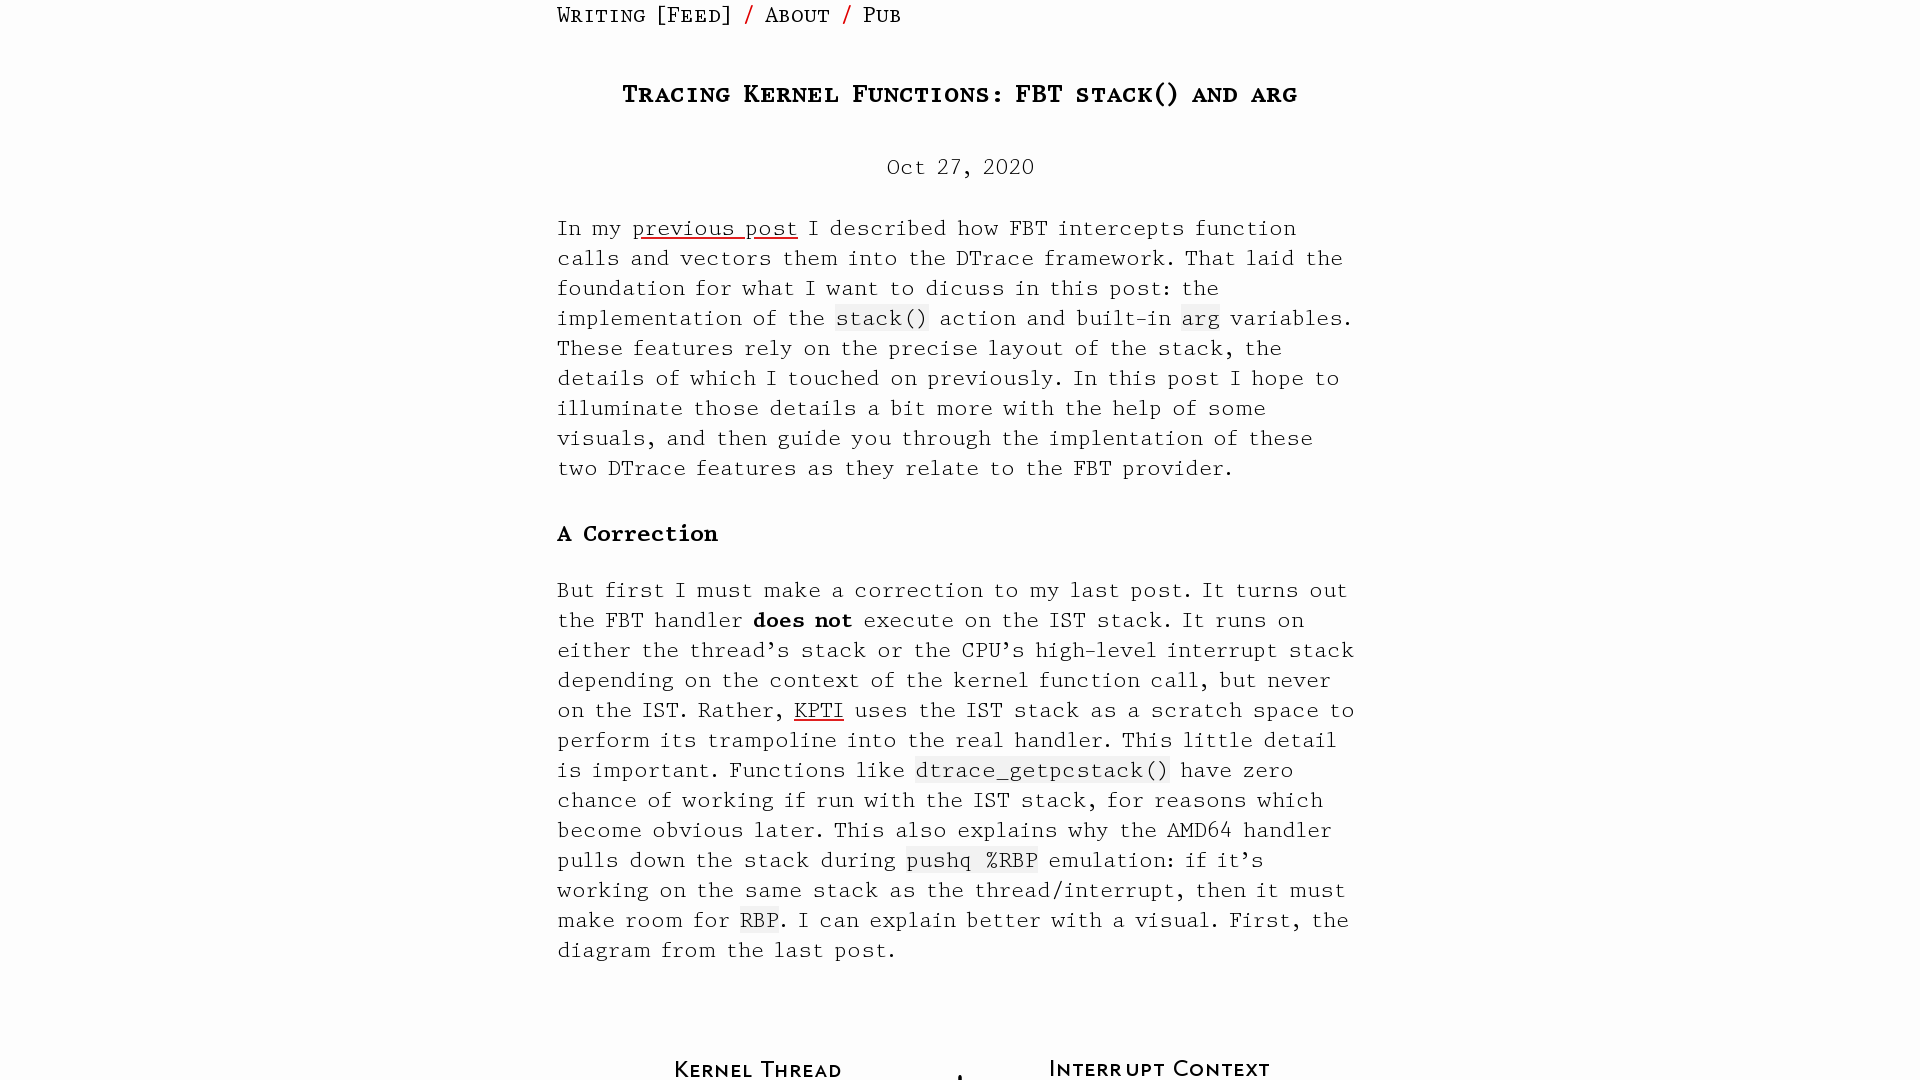 Writing [Feed] / About / Pub
Tracing Kernel Functions: FBT stack() and arg
Oct 27, 2020
In my previous post I described how FBT intercepts function
calls and vectors them into the DTrace framework. That laid the
foundation for what I want to dicuss in this post: the
implementation of the stack() action and built-in arg variables.
These features rely on the precise layout of the stack, the
details of which I touched on previously. In this post I hope to
illuminate those details a bit more with the help of some
visuals, and then guide you through the implentation of these
two DTrace features as they relate to the FBT provider.
A Correction
But first I must make a correction to my last post. It turns out
the FBT handler does not execute on the IST stack. It runs on
either the thread’s stack or the CPU’s high-level interrupt stack
depending on the context of the kernel function call, but never
on the IST. Rather, KPTI uses the IST stack as a scratch space to
perform its trampoline into the real handler. This little detail
is important. Functions like dtrace_getpcstack() have zero
chance of working if run with the IST stack, for reasons which
become obvious later. This also explains why the AMD64 handler
pulls down the stack during pushq %RBP emulation: if it’s
working on the same stack as the thread/interrupt, then it must
make room for RBP. I can explain better with a visual. First, the
diagram from the last post.
Kernel Thread
Interrupt Context